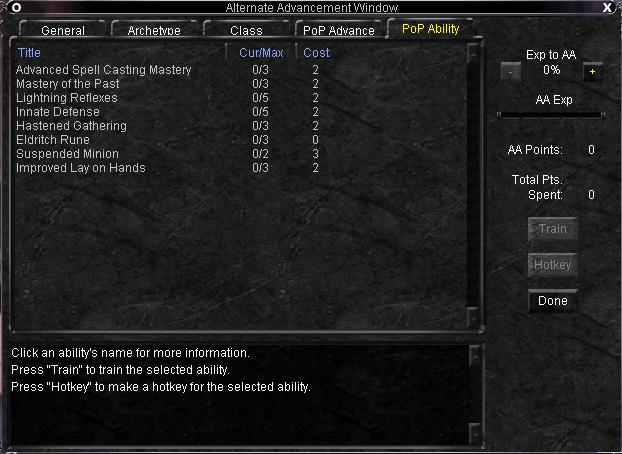 O Alternate Advancement Window X
General Archetype Class PoP Advance PoP Ability
Title Cur/Max Cost
Advanced Spell Casting Mastery 0/3 2
Mastery of the Past 0/3 2
Lightning Reflexes 0/5 2
Innate Defense 0/5 2
Hastened Gathering 0/3 2
Eldritch Rune 0/3 0
Suspended Minion 0/2 3
Improved Lay on Hands 0/3 2
Exp to AA
- 0% +
AA Exp
AA Points: 0
Total Pts.
Spent: 0
Train
Hotkey
Done
Click an ability's name for more information.
Press "Train" to train the selected ability.
Press "Hotkey" to make a hotkey for the selected ability.